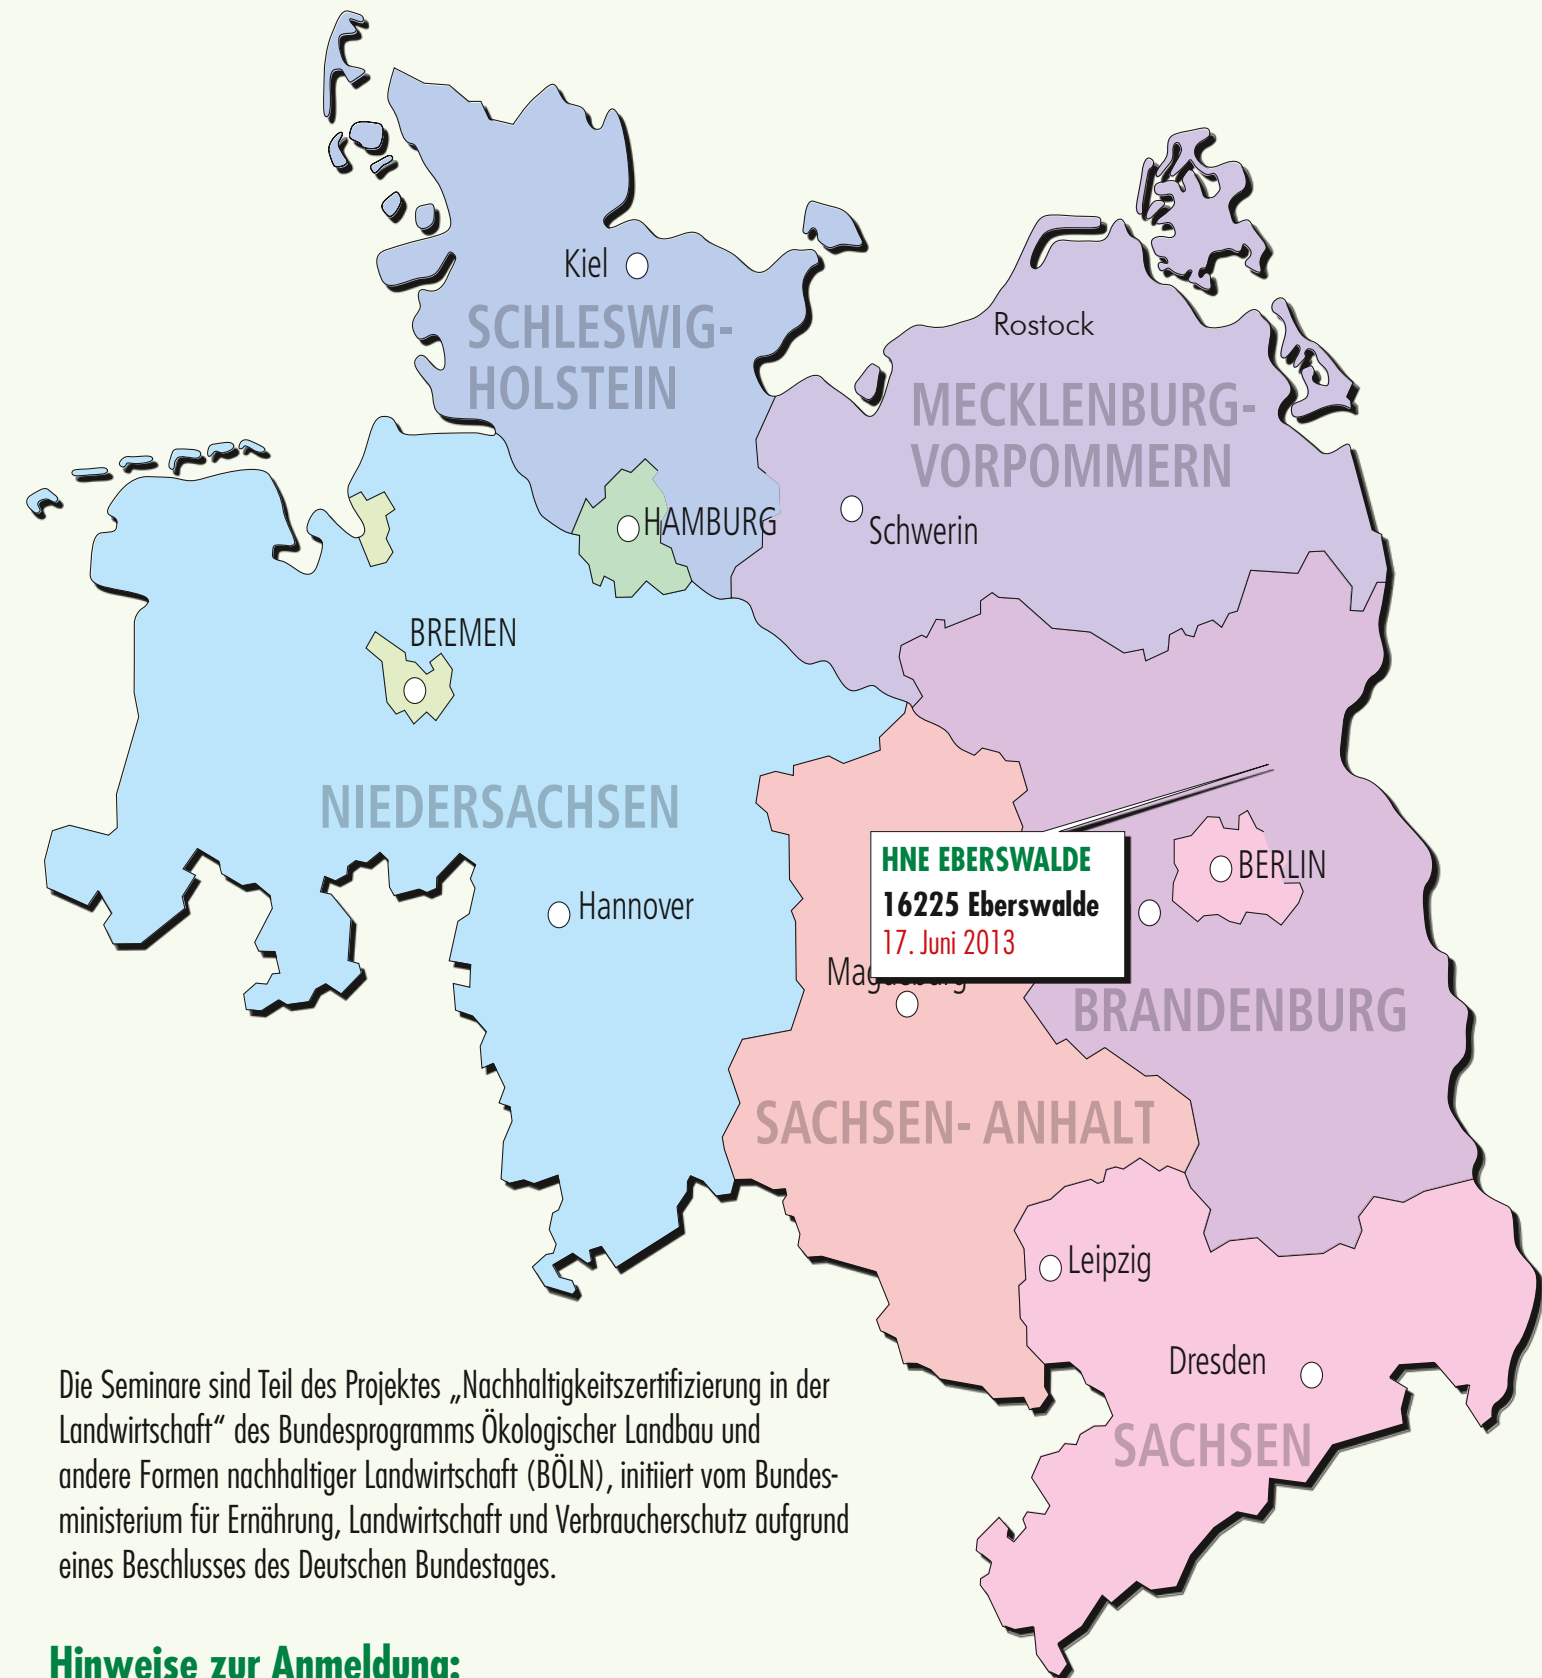 Kiel
SCHLESWIG-
HOLSTEIN
Rostock
MECKLENBURG-
VORPOMMERN
HAMBURG
Schwerin
BREMEN
NIEDERSACHSEN
HNE EBERSWALDE
16225 Eberswalde
17. Juni 2013
BERLIN
Hannover
BRANDENBURG
SACHSEN- ANHALT
Leipzig
Dresden
SACHSEN
Die Seminare sind Teil des Projektes „Nachhaltigkeitszertifizierung in der
Landwirtschaft“ des Bundesprogramms Ökologischer Landbau und
andere Formen nachhaltiger Landwirtschaft (BÖLN), initiiert vom Bundes-
ministerium für Ernährung, Landwirtschaft und Verbraucherschutz aufgrund
eines Beschlusses des Deutschen Bundestages.
Hinweise zur Anmeldung: